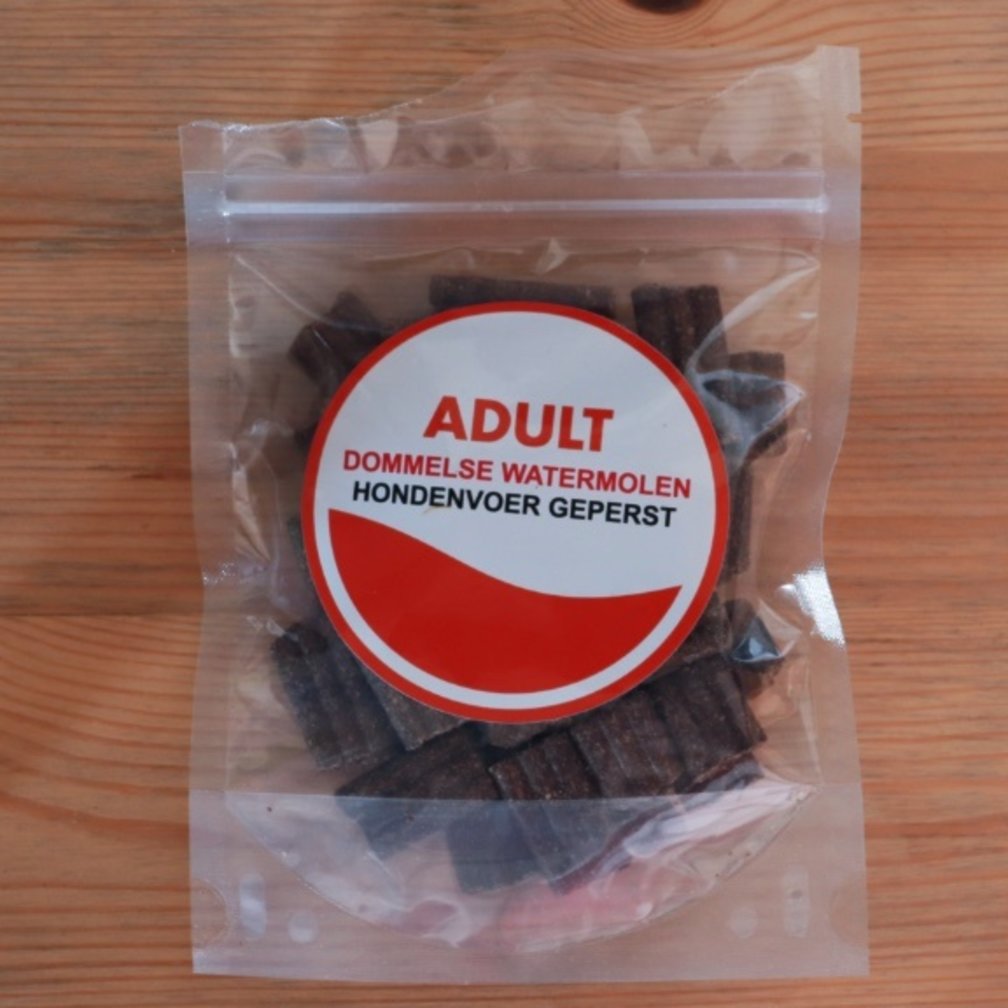 ADULT
DOMMELSE WATERMOLEN
HONDENVOER GEPERST